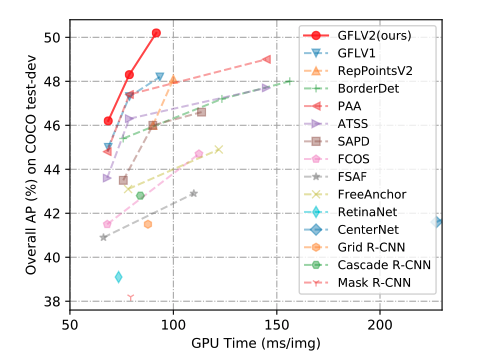 Overall AP (%) on COCO test-dev
50
48
46
44
42
40
38
50
100
150
200
GPU Time (ms/img)
GFLV2(ours)
GFLV1
RepPointsV2
BorderDet
PAA
ATSS
SAPD
FCOS
FSAF
FreeAnchor
RetinaNet
CenterNet
Grid R-CNN
Cascade R-CNN
Mask R-CNN